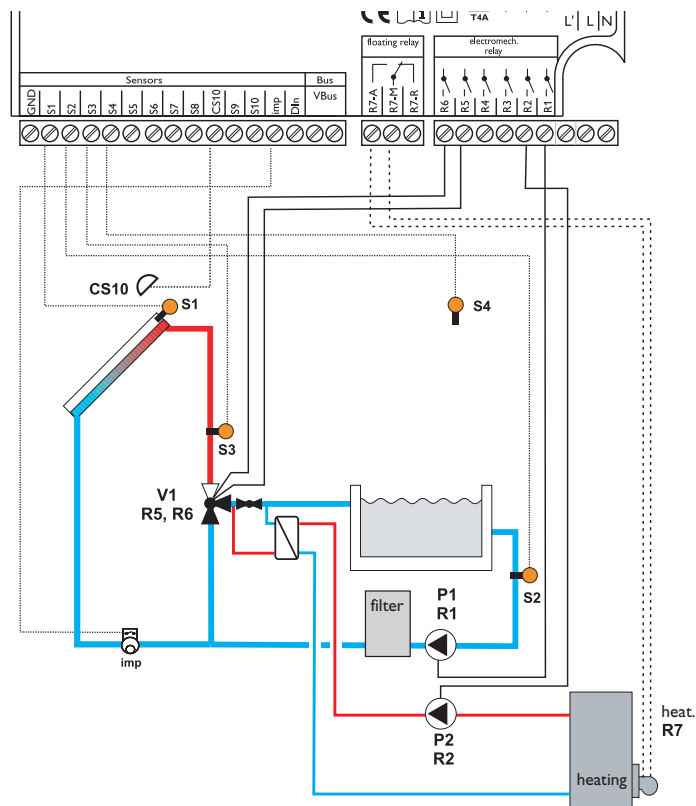 CE
i
T4A
L' L N
floating relay
electromech.
relay
Sensors
Bus
VBus
GND
S1
S2
S3
S4
S5
S6
S7
S8
CS10
S9
S10
imp
DIn
R7-A
R7-M
R7-R
R6
R5
R4
R3
R2
R1
CS10
S1
S4
S3
V1
R5, R6
S2
P1
R1
filter
imp
P2
R2
heat.
R7
heating